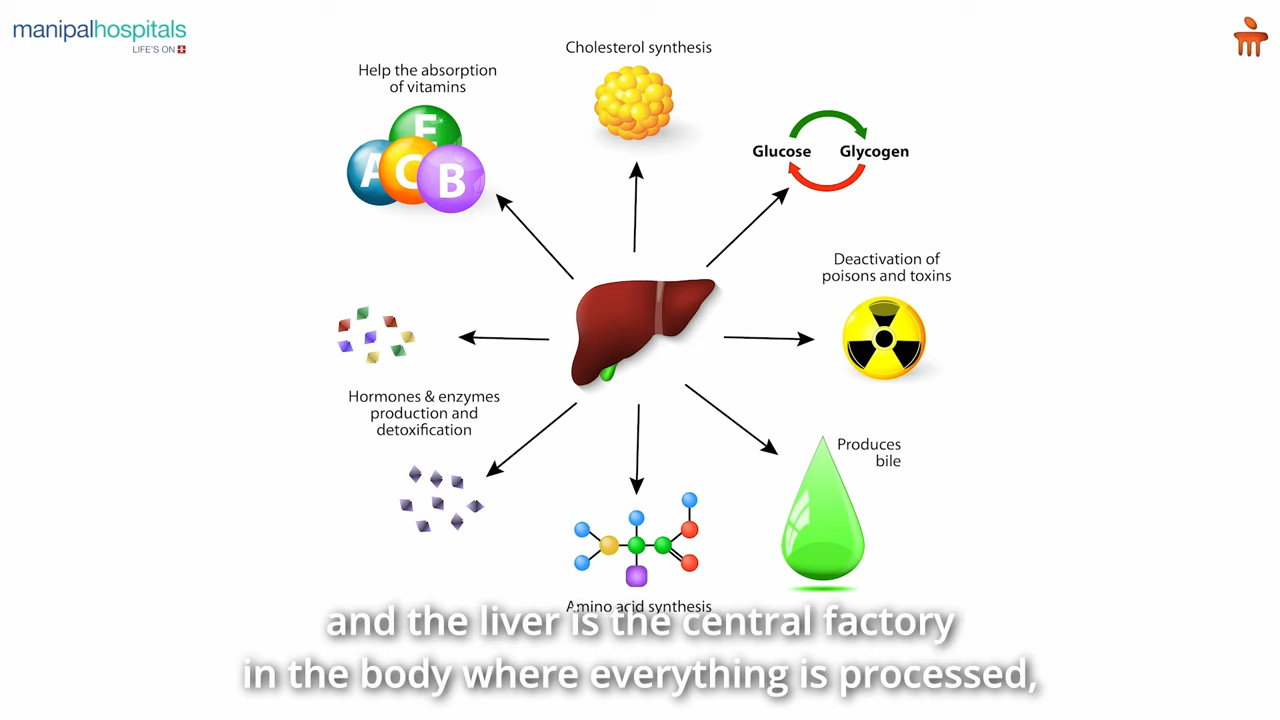 manipalhospitals
LIFE'S ON
Cholesterol synthesis
Help the absorption
of vitamins
E
A
C
B
Glucose
Glycogen
Deactivation of
poisons and toxins
Hormones & enzymes
production and
detoxification
Produces
bile
Amino acid synthesis
and the liver is the central factory
in the body where everything is processed,